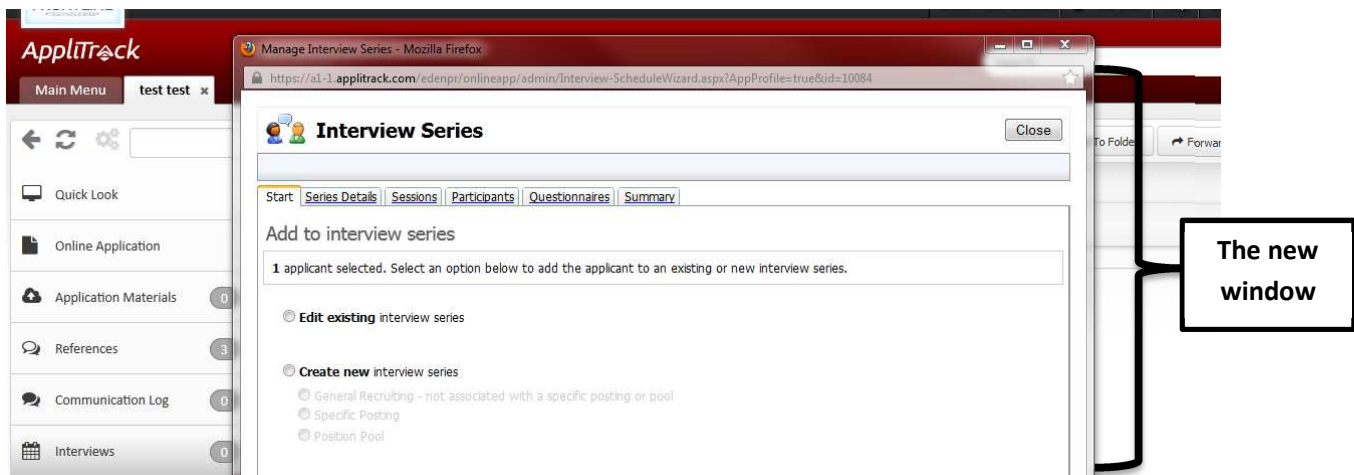 AppliTrack
Main Menu
test test ×
Quick Look
Online Application
Application Materials 0
References 3
Communication Log 0
Interviews 0
Manage Interview Series - Mozilla Firefox
https://a1-1.applitrack.com/edenpr/onlineapp/admin/Interview-ScheduleWizard.aspx?AppProfile=true&id=10084
Interview Series
Close
Start Series Details Sessions Participants Questionnaires Summary
Add to interview series
1 applicant selected. Select an option below to add the applicant to an existing or new interview series.
Edit existing interview series
Create new interview series
General Recruiting - not associated with a specific posting or pool
Specific Posting
Position Pool
To Folde
Forwar
The new
window